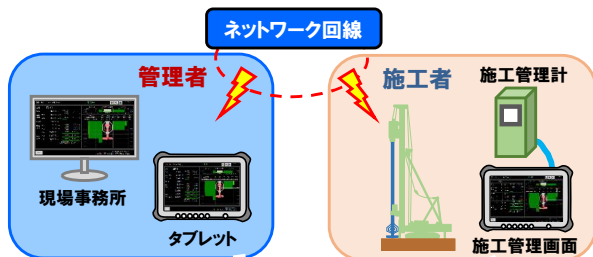 ネットワーク回線
管理者
施工者
施工管理計
現場事務所
タブレット
施工管理画面